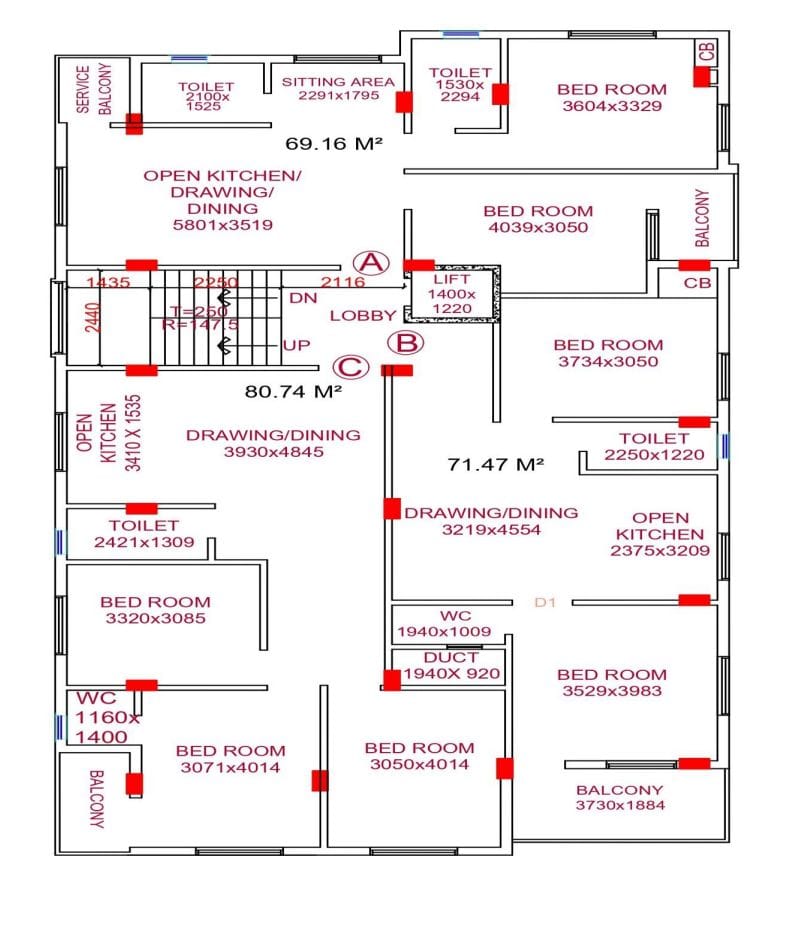 SERVICE
BALCONY
TOILET
2100x
1525
SITTING AREA
2291x1795
TOILET
1530x
2294
BED ROOM
3604x3329
CB
69.16 M²
OPEN KITCHEN/
DRAWING/
DINING
5801x3519
BED ROOM
4039x3050
BALCONY
A
1435
2250
2116
2440
DN
T=250
R=147.5
UP
LOBBY
LIFT
1400x
1220
CB
B
C
BED ROOM
3734x3050
80.74 M²
OPEN
KITCHEN
3410 X 1535
DRAWING/DINING
3930x4845
71.47 M²
TOILET
2250x1220
DRAWING/DINING
3219x4554
OPEN
KITCHEN
2375x3209
TOILET
2421x1309
BED ROOM
3320x3085
D1
WC
1940x1009
DUCT
1940X 920
BED ROOM
3529x3983
WC
1160x
1400
BED ROOM
3071x4014
BED ROOM
3050x4014
BALCONY
BALCONY
3730x1884